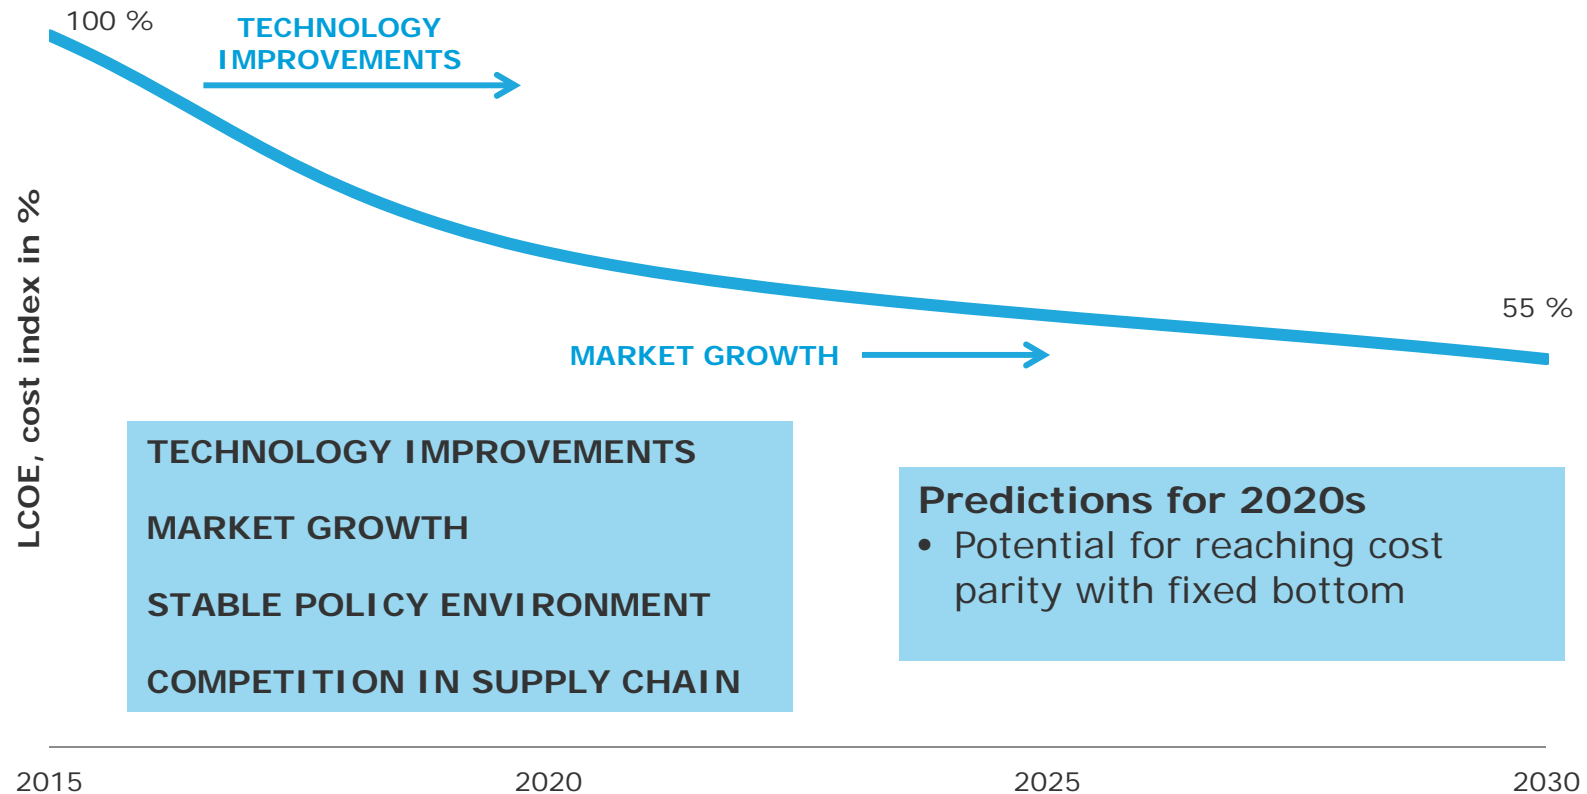 100 %
TECHNOLOGY
IMPROVEMENTS
LCOE, cost index in %
55 %
MARKET GROWTH
TECHNOLOGY IMPROVEMENTS
MARKET GROWTH
STABLE POLICY ENVIRONMENT
COMPETITION IN SUPPLY CHAIN
Predictions for 2020s
• Potential for reaching cost
parity with fixed bottom
2015
2020
2025
2030